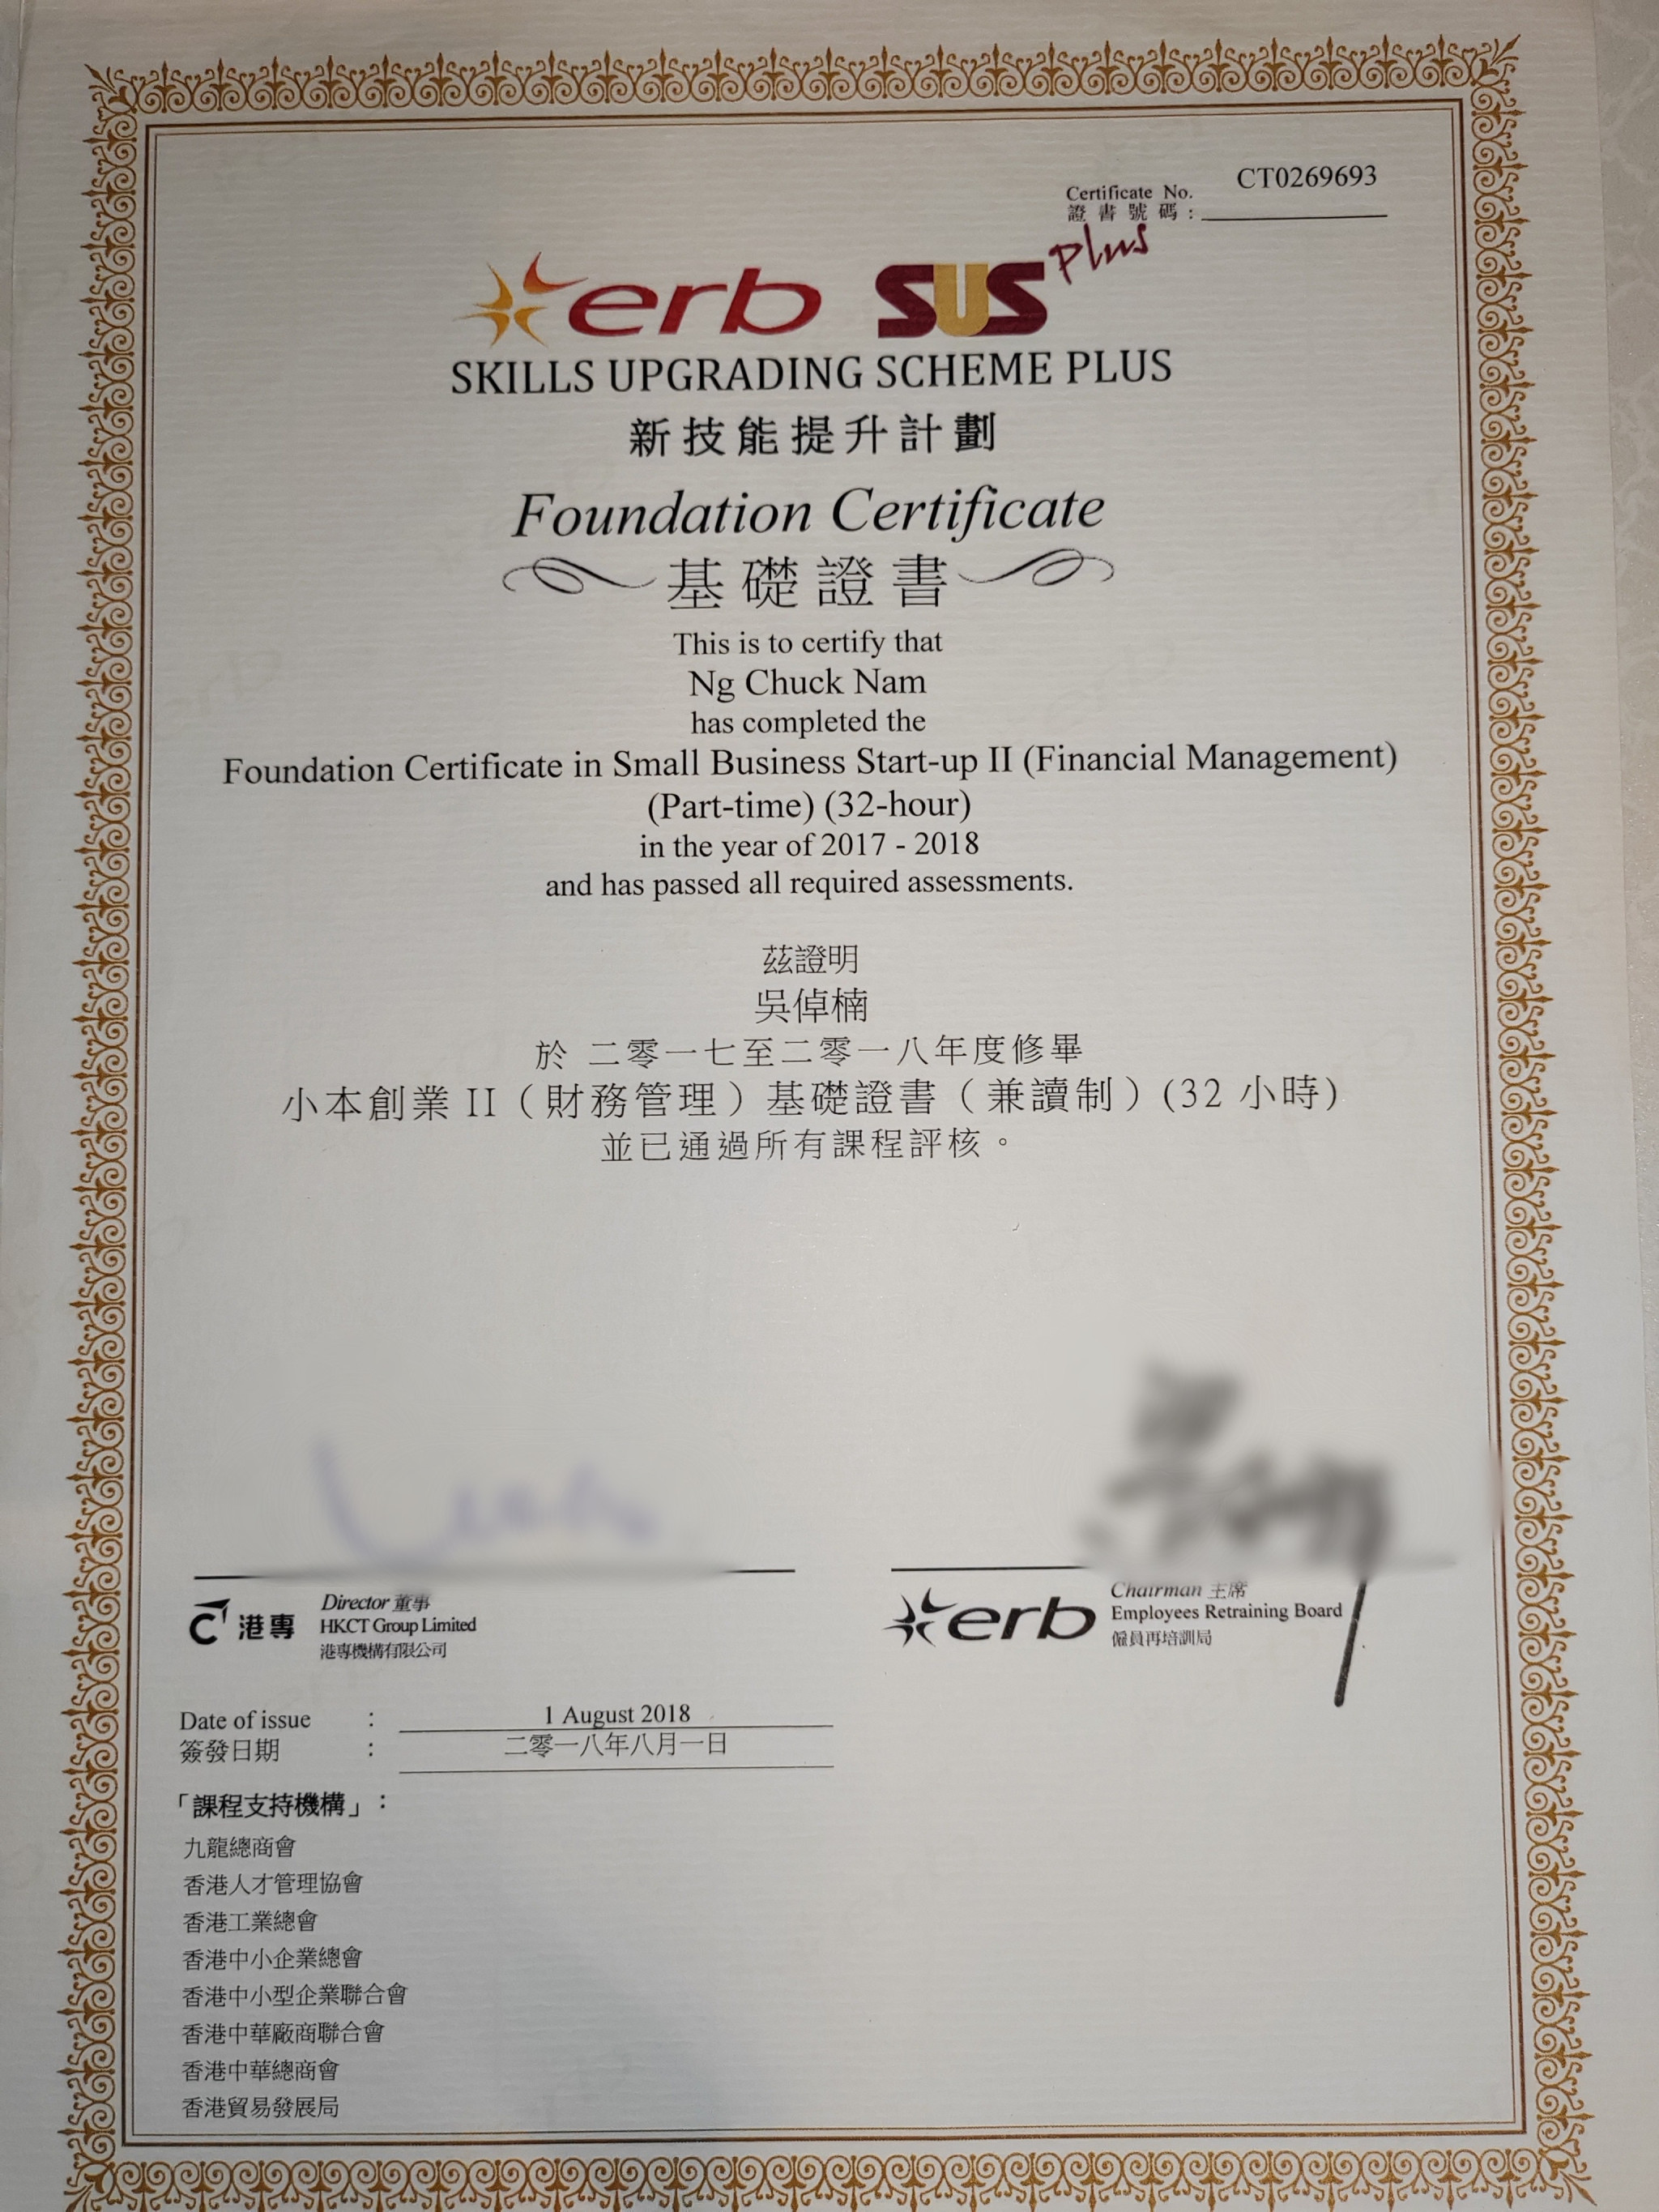 Certificate No.
CT0269693
證書號碼：
erb SUS Plus
SKILLS UPGRADING SCHEME PLUS
新技能提升計劃
Foundation Certificate
基礎證書
This is to certify that
Ng Chuck Nam
has completed the
Foundation Certificate in Small Business Start-up II (Financial Management)
(Part-time) (32-hour)
in the year of 2017 - 2018
and has passed all required assessments.
茲證明
吳倬楠
於 二零一七至二零一八年度修畢
小本創業 II（財務管理）基礎證書（兼讀制）(32 小時)
並已通過所有課程評核。
港專
Director 董事
HKCT Group Limited
港專機構有限公司
erb
Chairman 主席
Employees Retraining Board
僱員再培訓局
Date of issue : 1 August 2018
簽發日期 : 二零一八年八月一日
「課程支持機構」：
九龍總商會
香港人才管理協會
香港工業總會
香港中小企業總會
香港中小型企業聯合會
香港中華廠商聯合會
香港中華總商會
香港貿易發展局